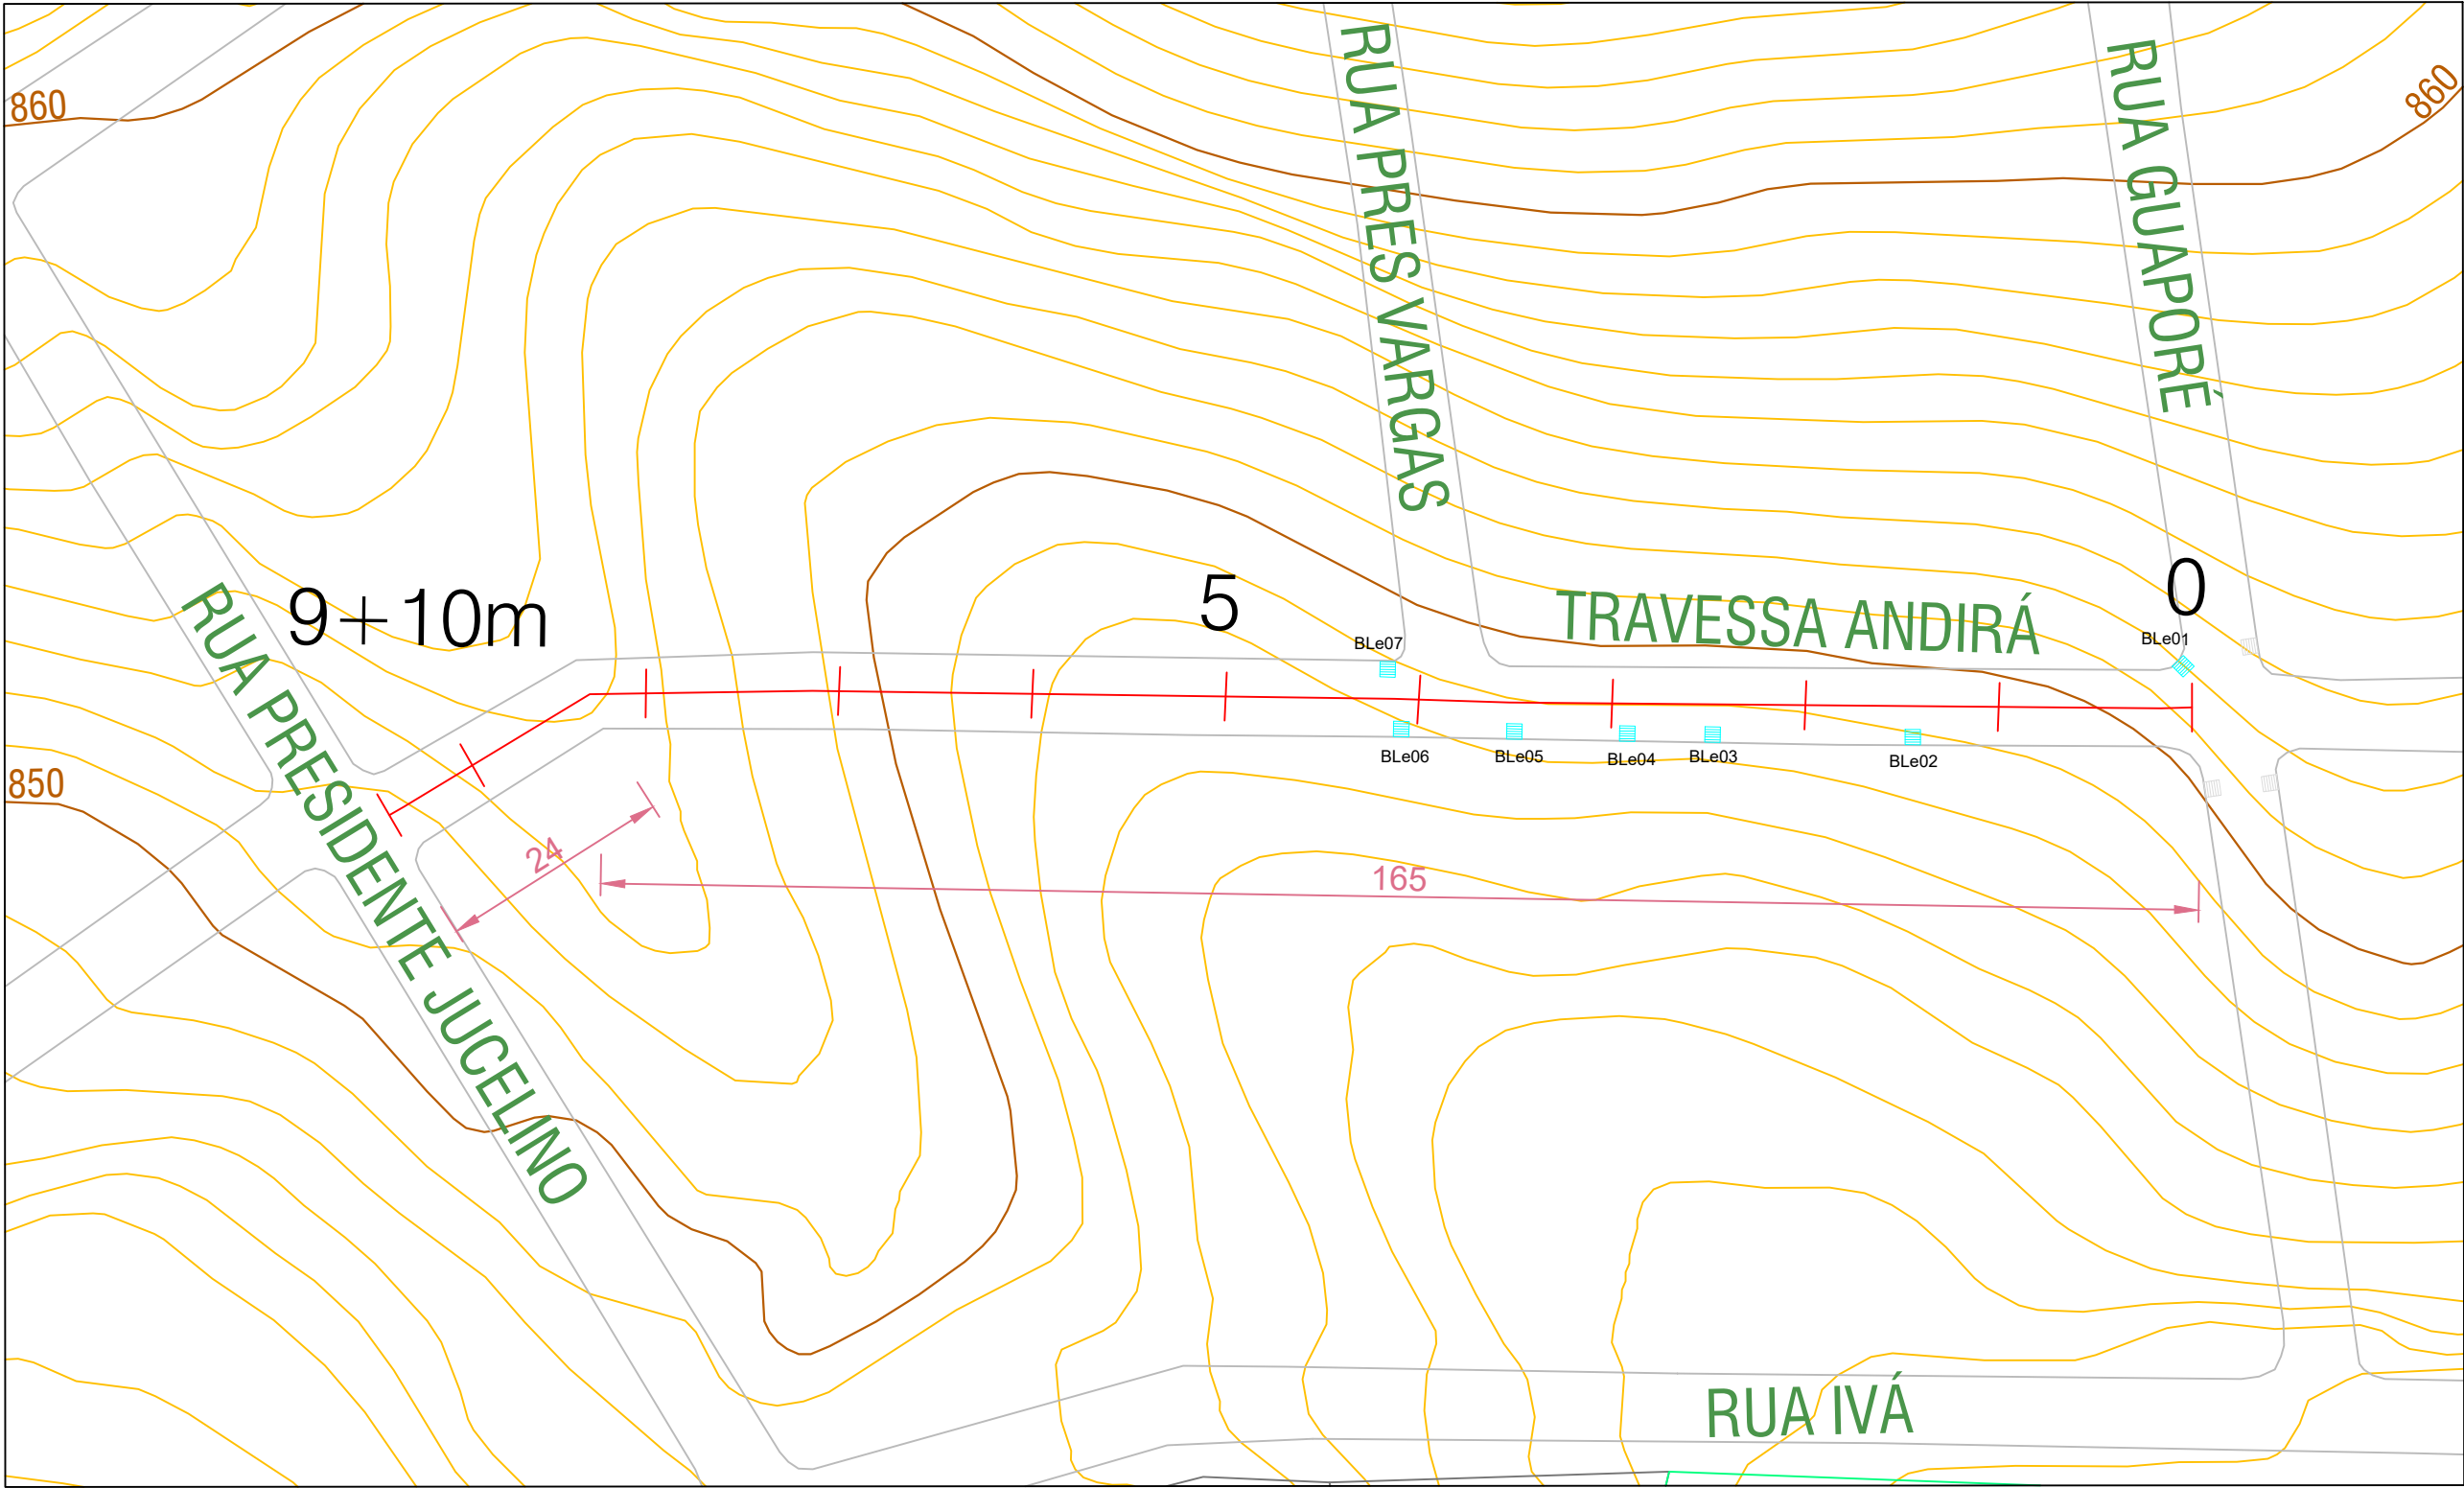 860
RUA PRES VARGAS
RUA GUAPORÉ
860
9+10m
5
TRAVESSA ANDIRÁ
0
BLe07
BLe01
RUA PRESIDENTE JUCELINO
850
BLe06
BLe05
BLe04
BLe03
BLe02
24
165
RUA IVÁ